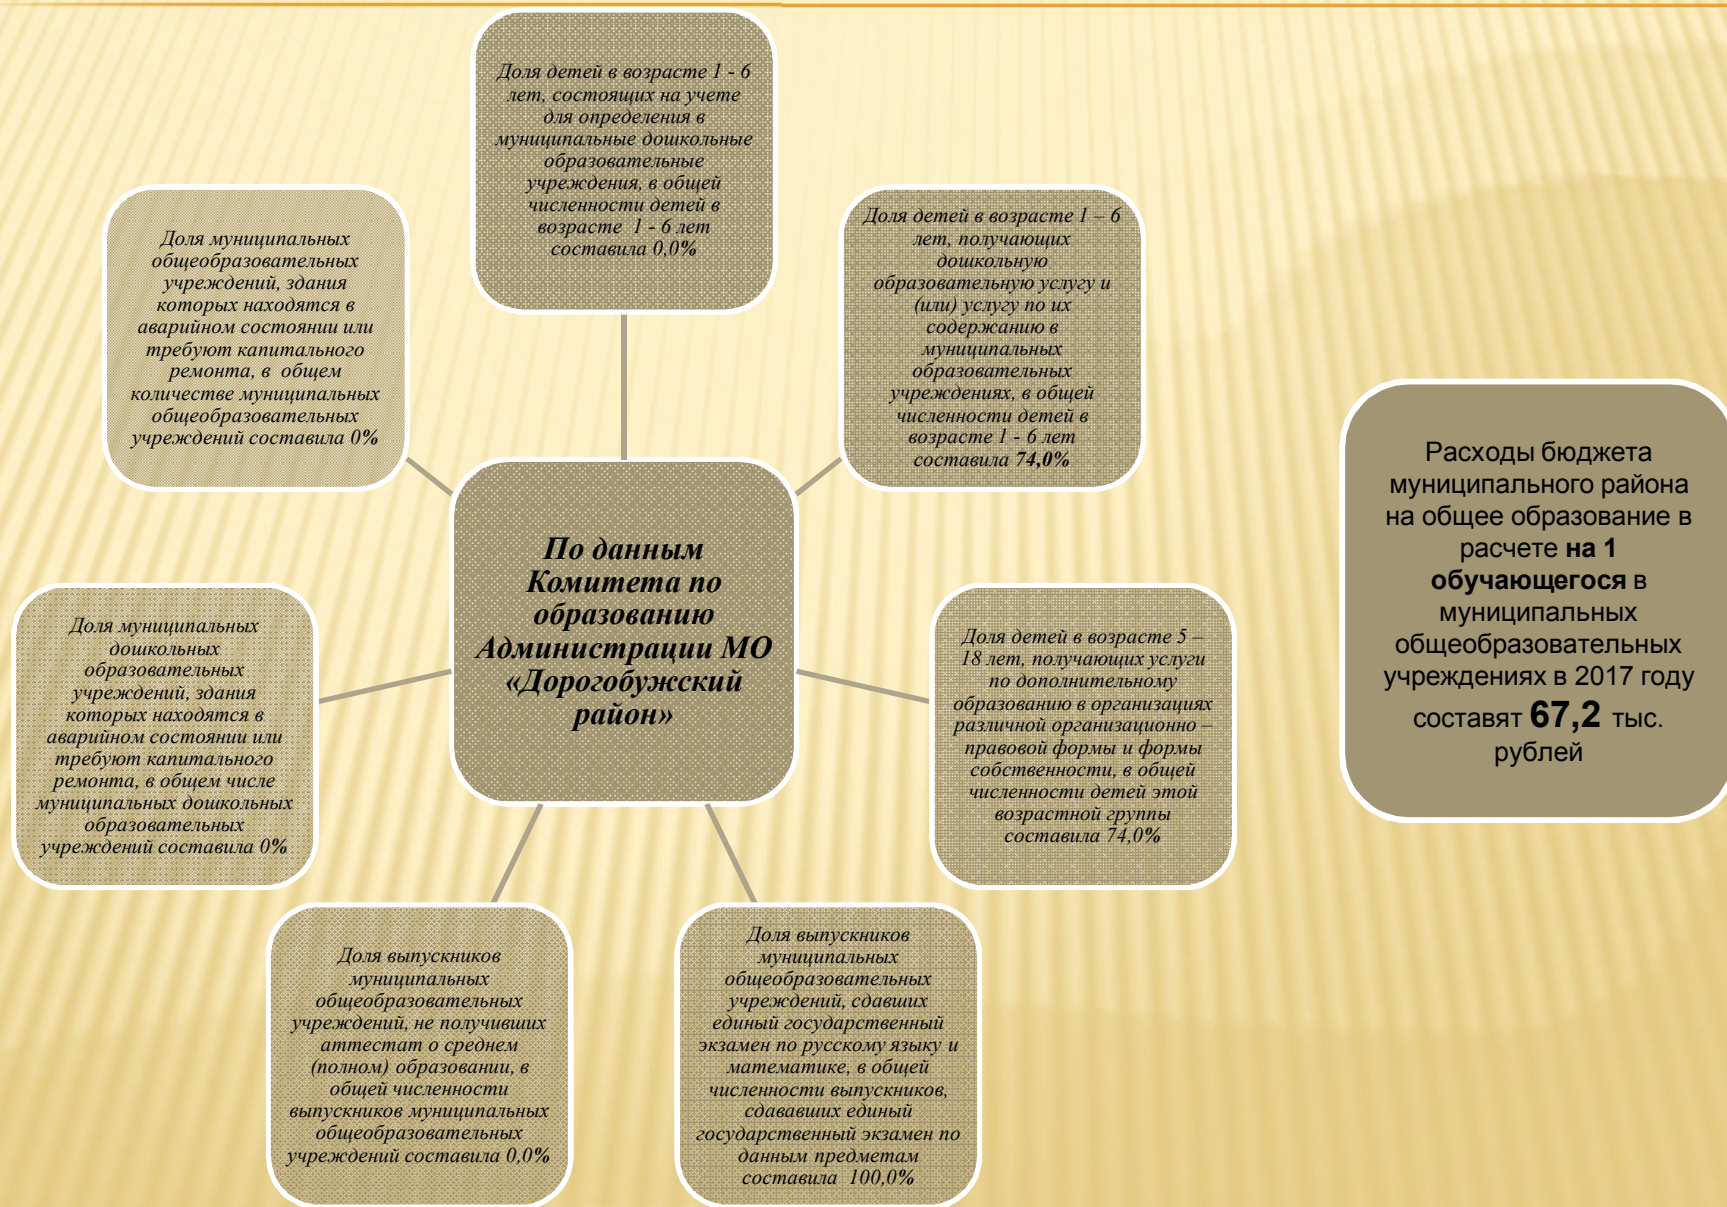 Доля детей в возрасте 1 - 6
лет, состоящих на учете
для определения в
муниципальные дошкольные
образовательные
учреждения, в общей
численности детей в
возрасте 1 - 6 лет
составила 0,0%
Доля детей в возрасте 1 – 6
лет, получающих
дошкольную
образовательную услугу и
(или) услугу по их
содержанию в
муниципальных
образовательных
учреждениях, в общей
численности детей в
возрасте 1 - 6 лет
составила 74,0%
Доля детей в возрасте 5 –
18 лет, получающих услуги
по дополнительному
образованию в организациях
различной организационно –
правовой формы и формы
собственности, в общей
численности детей этой
возрастной группы
составила 74,0%
Доля выпускников
муниципальных
общеобразовательных
учреждений, сдавших
единый государственный
экзамен по русскому языку и
математике, в общей
численности выпускников,
сдававших единый
государственный экзамен по
данным предметам
составила 100,0%
Доля выпускников
муниципальных
общеобразовательных
учреждений, не получивших
аттестат о среднем
(полном) образовании, в
общей численности
выпускников муниципальных
общеобразовательных
учреждений составила 0,0%
Доля муниципальных
дошкольных
образовательных
учреждений, здания
которых находятся в
аварийном состоянии или
требуют капитального
ремонта, в общем числе
муниципальных дошкольных
образовательных
учреждений составила 0%
Доля муниципальных
общеобразовательных
учреждений, здания
которых находятся в
аварийном состоянии или
требуют капитального
ремонта, в общем
количестве муниципальных
общеобразовательных
учреждений составила 0%
По данным
Комитета по
образованию
Администрации МО
«Дорогобужский
район»
Расходы бюджета
муниципального района
на общее образование в
расчете на 1
обучающегося в
муниципальных
общеобразовательных
учреждениях в 2017 году
составят 67,2 тыс.
рублей